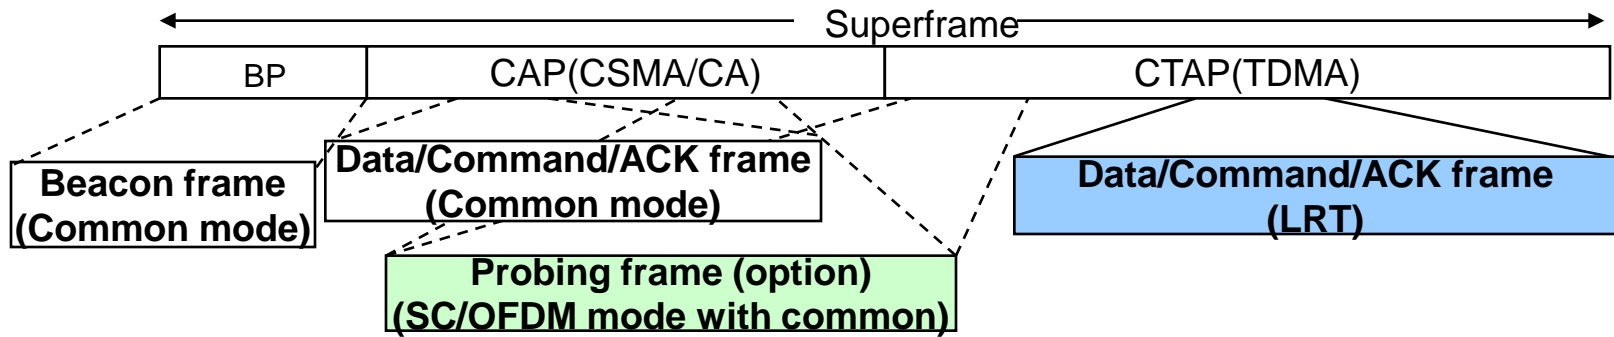 Superframe
BP
CAP(CSMA/CA)
CTAP(TDMA)
Beacon frame
(Common mode)
Data/Command/ACK frame
(Common mode)
Probing frame (option)
(SC/OFDM mode with common)
Data/Command/ACK frame
(LRT)